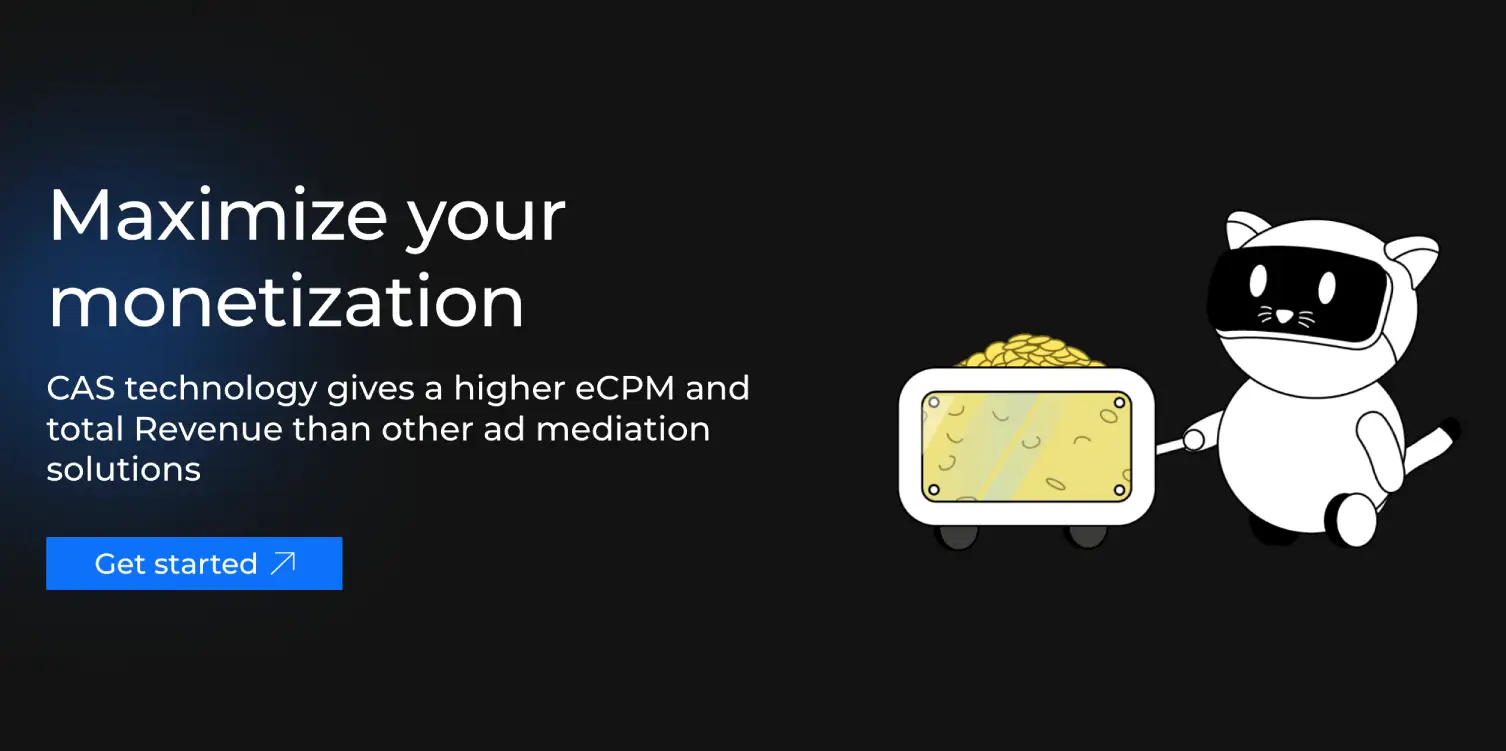 Maximize your
monetization
CAS technology gives a higher eCPM and
total Revenue than other ad mediation
solutions
Get started